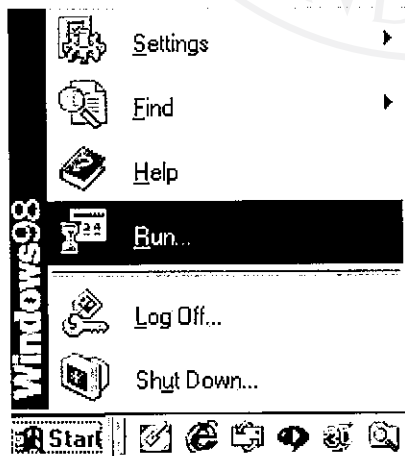 Settings
Find
Help
Run...
Log Off...
Shut Down...
Windows98
Start